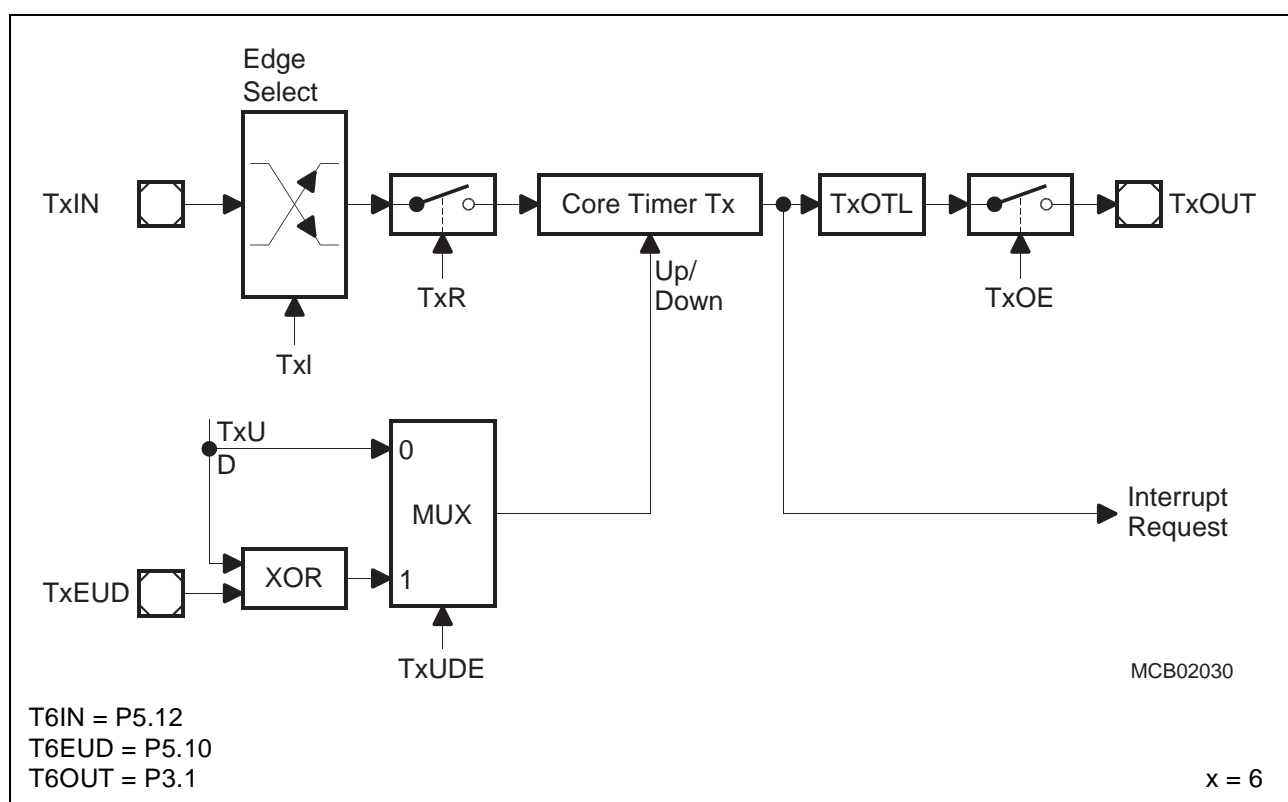 Edge
Select
TxIN
Core Timer Tx
TxOTL
TxOUT
Up/
Down
TxR
TxOE
TxI
TxU
D
0
MUX
Interrupt
Request
XOR
1
TxEUD
TxUDE
MCB02030
T6IN = P5.12
T6EUD = P5.10
T6OUT = P3.1
x = 6